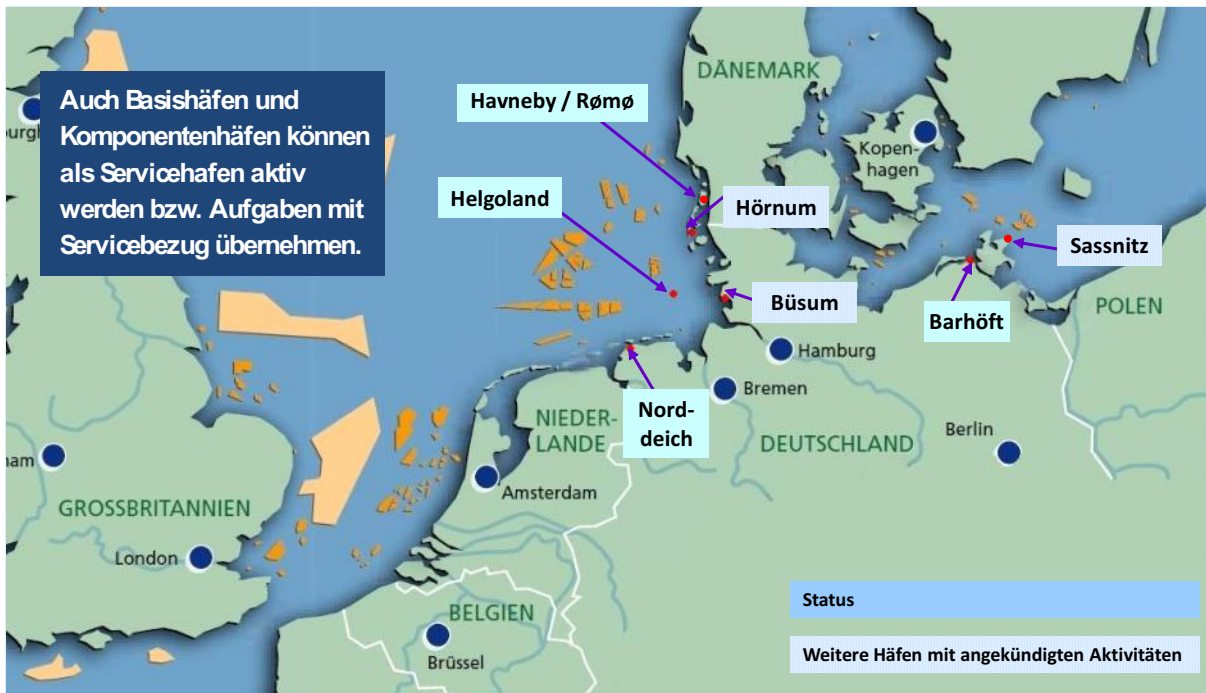 Auch Basishäfen und
Komponentenhäfen können
als Servicehafen aktiv
werden bzw. Aufgaben mit
Servicebezug übernehmen.
DÄNEMARK
Havneby / Rømø
Kopen-
hagen
Helgoland
Hörnum
Sassnitz
Büsum
Barhöft
POLEN
Hamburg
Bremen
Nord-
deich
NIEDER-
LANDE
DEUTSCHLAND
Berlin
Amsterdam
GROSSBRITANNIEN
London
BELGIEN
Brüssel
Status
Weitere Häfen mit angekündigten Aktivitäten